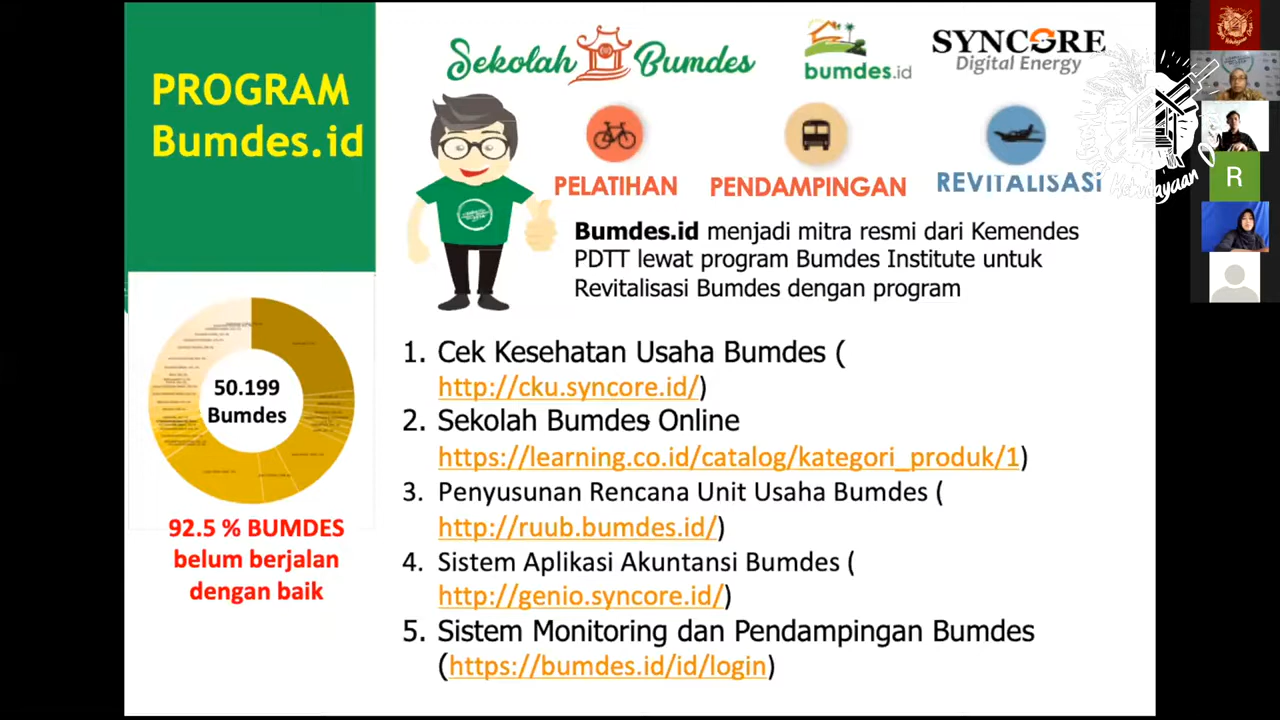 PROGRAM
Bumdes.id
Sekolah Bumdes
bumdes.id
SYNCORE
Digital Energy
PELATIHAN
PENDAMPINGAN
REVITALISASI
Bumdes.id menjadi mitra resmi dari Kemendes
PDTT lewat program Bumdes Institute untuk
Revitalisasi Bumdes dengan program
50.199
Bumdes
92.5 % BUMDES
belum berjalan
dengan baik
1. Cek Kesehatan Usaha Bumdes (
http://cku.syncore.id/)
2. Sekolah Bumdes Online
https://learning.co.id/catalog/kategori_produk/1)
3. Penyusunan Rencana Unit Usaha Bumdes (
http://ruub.bumdes.id/)
4. Sistem Aplikasi Akuntansi Bumdes (
http://genio.syncore.id/)
5. Sistem Monitoring dan Pendampingan Bumdes
(https://bumdes.id/id/login)
R